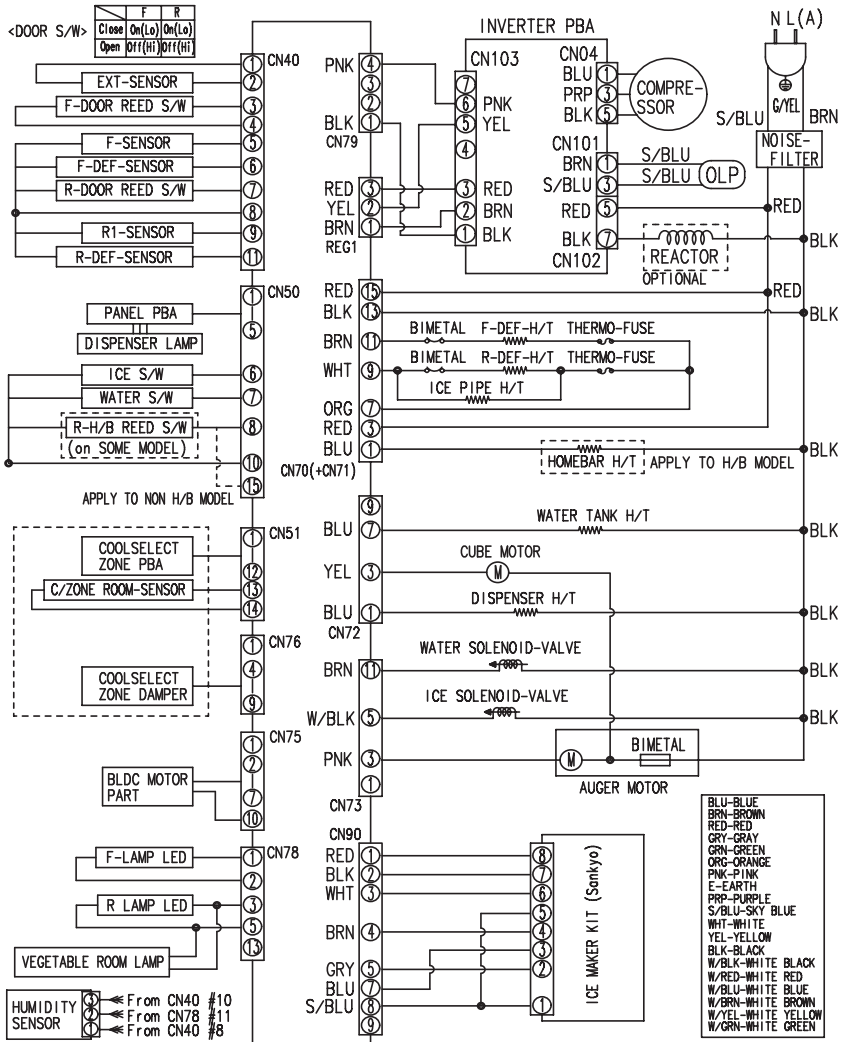 <DOOR S/W>
F R
Close On(Lo) On(Lo)
Open Off(Hi) Off(Hi)
CN40
1
EXT-SENSOR 2
F-DOOR REED S/W 3
4
F-SENSOR 5
F-DEF-SENSOR 6
R-DOOR REED S/W 7
8
R1-SENSOR 9
R-DEF-SENSOR 11
CN50
1
PANEL PBA
5
DISPENSER LAMP
ICE S/W 6
WATER S/W 7
R-H/B REED S/W 8
(on SOME MODEL)
10
15
APPLY TO NON H/B MODEL
CN51
1
COOLSELECT
ZONE PBA
12
C/ZONE ROOM-SENSOR 13
14
CN76
1
4
COOLSELECT
ZONE DAMPER
9
CN75
1
2
BLDC MOTOR
PART
7
10
CN78
F-LAMP LED 1
2
R LAMP LED 3
5
13
VEGETABLE ROOM LAMP
HUMIDITY
SENSOR
3 From CN40 #10
2 From CN78 #11
1 From CN40 #8
PNK 4
3
2
BLK 1
CN79
RED 3
YEL 2
BRN 1
REG1
INVERTER PBA
CN103
7
6 PNK
5 YEL
4
3 RED
2 BRN
1 BLK
CN04
BLU 1
PRP 3
BLK 5
COMPRE-
SSOR
CN101
BRN 1 S/BLU
S/BLU 3 S/BLU
OLP
RED 5 RED
BLK 7 BLK
CN102
REACTOR
OPTIONAL
N L(A)
G/YEL
S/BLU BRN
NOISE-
FILTER
RED 15 RED
BLK 13 BLK
BRN 11 BIMETAL F-DEF-H/T THERMO-FUSE
WHT 9 BIMETAL R-DEF-H/T THERMO-FUSE
ICE PIPE H/T
ORG 7
RED 3
BLU 1 BLK
HOMEBAR H/T APPLY TO H/B MODEL
CN70(+CN71)
9
BLU 7 WATER TANK H/T BLK
YEL 3 CUBE MOTOR M
BLU 1 DISPENSER H/T BLK
CN72
BRN 11 WATER SOLENOID-VALVE BLK
W/BLK 5 ICE SOLENOID-VALVE BLK
PNK 3 M BIMETAL
AUGER MOTOR
1
CN73
CN90
RED 1 8
BLK 2 7
WHT 3 6
5
BRN 4 4
3
GRY 5 2
BLU 7
S/BLU 8 1
9
ICE MAKER KIT (Sankyo)
BLU-BLUE
BRN-BROWN
RED-RED
GRY-GRAY
GRN-GREEN
ORG-ORANGE
PNK-PINK
E-EARTH
PRP-PURPLE
S/BLU-SKY BLUE
WHT-WHITE
YEL-YELLOW
BLK-BLACK
W/BLK-WHITE BLACK
W/RED-WHITE RED
W/BLU-WHITE BLUE
W/BRN-WHITE BROWN
W/YEL-WHITE YELLOW
W/GRN-WHITE GREEN